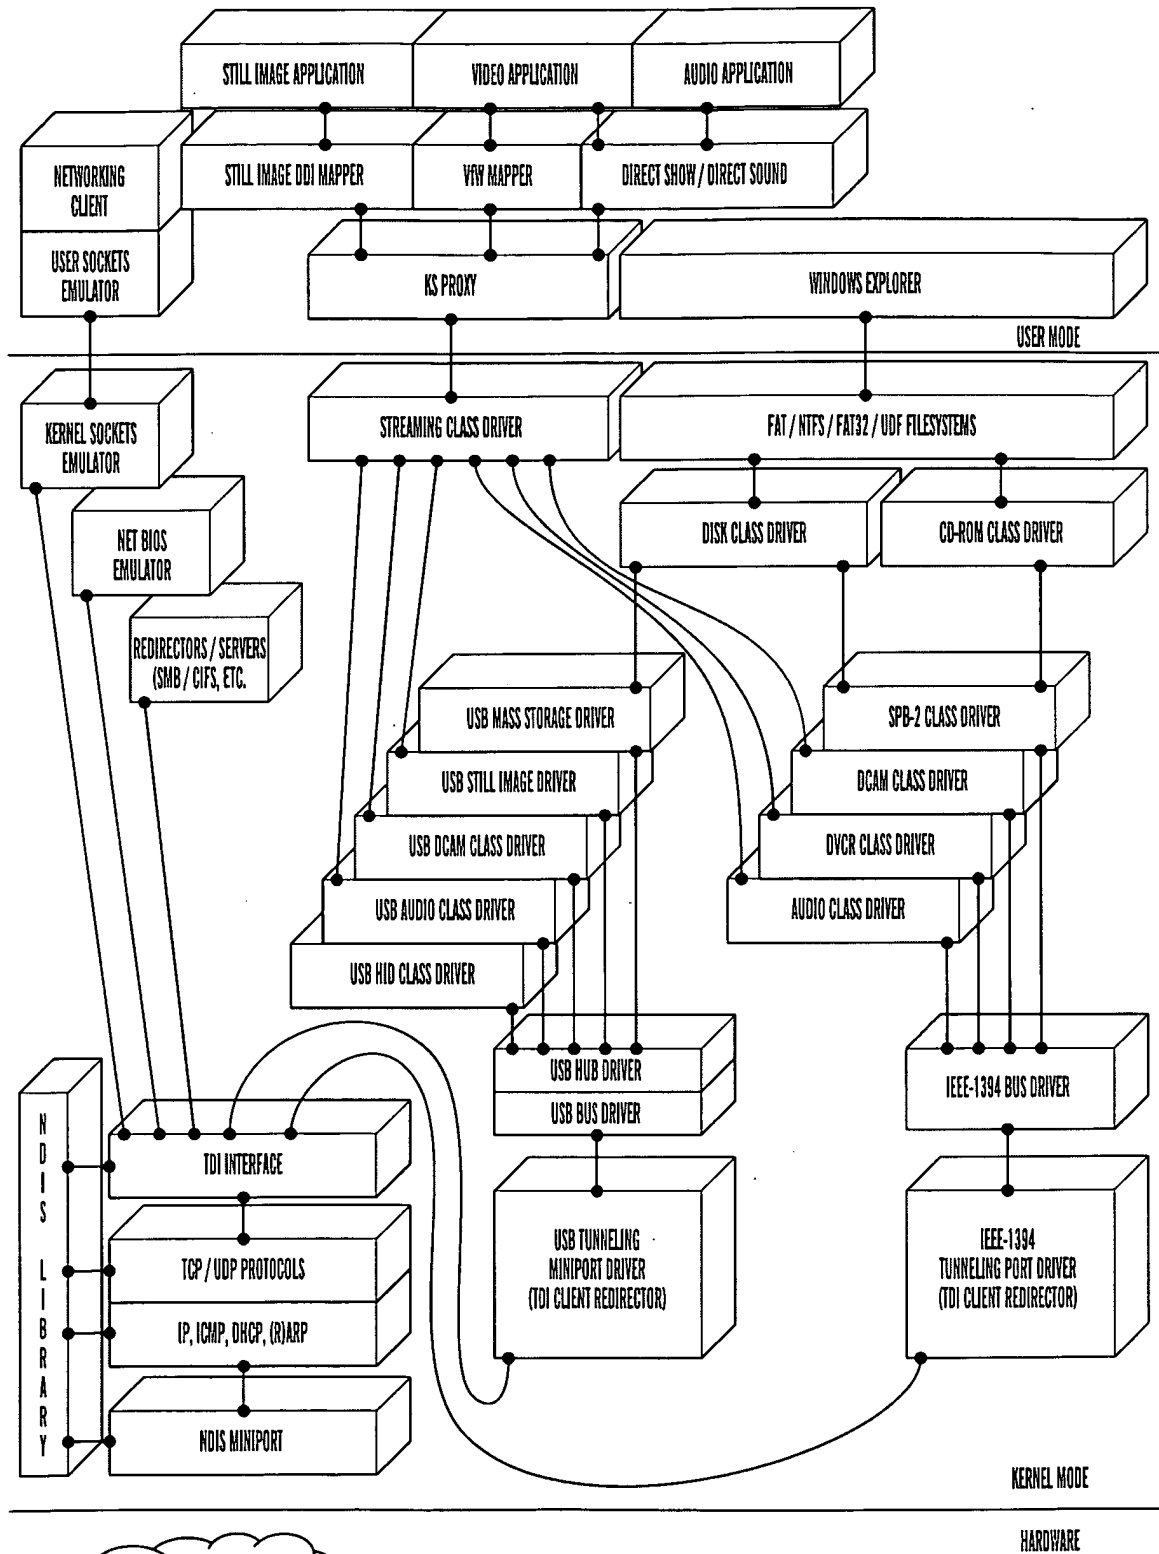 STILL IMAGE APPLICATION
VIDEO APPLICATION
AUDIO APPLICATION
NETWORKING
CLIENT
STILL IMAGE DDI MAPPER
VfW MAPPER
DIRECT SHOW / DIRECT SOUND
USER SOCKETS
EMULATOR
KS PROXY
WINDOWS EXPLORER
USER MODE
KERNEL SOCKETS
EMULATOR
STREAMING CLASS DRIVER
FAT / NTFS / FAT32 / UDF FILESYSTEMS
NET BIOS
EMULATOR
DISK CLASS DRIVER
CD-ROM CLASS DRIVER
REDIRECTORS / SERVERS
(SMB / CIFS, ETC.
USB MASS STORAGE DRIVER
SPB-2 CLASS DRIVER
USB STILL IMAGE DRIVER
DCAM CLASS DRIVER
USB DCAM CLASS DRIVER
DVCR CLASS DRIVER
USB AUDIO CLASS DRIVER
AUDIO CLASS DRIVER
USB HID CLASS DRIVER
USB HUB DRIVER
USB BUS DRIVER
IEEE-1394 BUS DRIVER
NDIS LIBRARY
TDI INTERFACE
TCP / UDP PROTOCOLS
IP, ICMP, DHCP, (R)ARP
NDIS MINIPORT
USB TUNNELING
MINIPORT DRIVER
(TDI CLIENT REDIRECTOR)
IEEE-1394
TUNNELING PORT DRIVER
(TDI CLIENT REDIRECTOR)
KERNEL MODE
HARDWARE